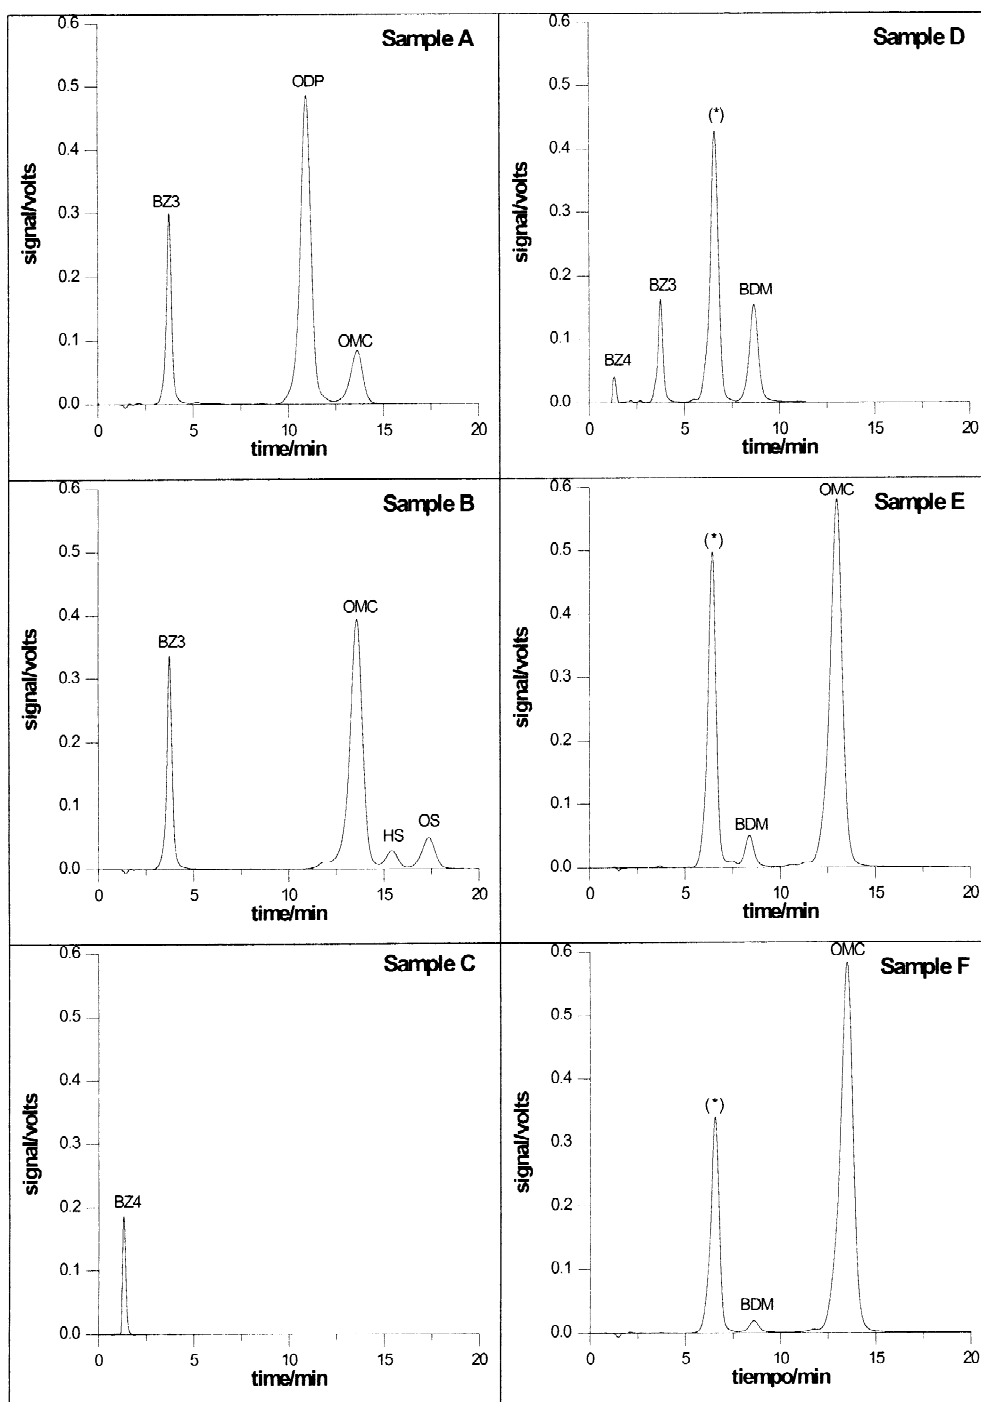 Sample A
0.6
0.5
0.4
0.3
0.2
0.1
0.0
signal/volts
BZ3
ODP
OMC
0 5 10 15 20
time/min
Sample D
0.6
0.5
0.4
0.3
0.2
0.1
0.0
signal/volts
BZ4
BZ3
(*)
BDM
0 5 10 15 20
time/min
Sample B
0.6
0.5
0.4
0.3
0.2
0.1
0.0
signal/volts
BZ3
OMC
HS
OS
0 5 10 15 20
time/min
Sample E
0.6
0.5
0.4
0.3
0.2
0.1
0.0
signal/volts
(*)
BDM
OMC
0 5 10 15 20
time/min
Sample C
0.6
0.5
0.4
0.3
0.2
0.1
0.0
signal/volts
BZ4
0 5 10 15 20
time/min
Sample F
0.6
0.5
0.4
0.3
0.2
0.1
0.0
signal/volts
(*)
BDM
OMC
0 5 10 15 20
tiempo/min